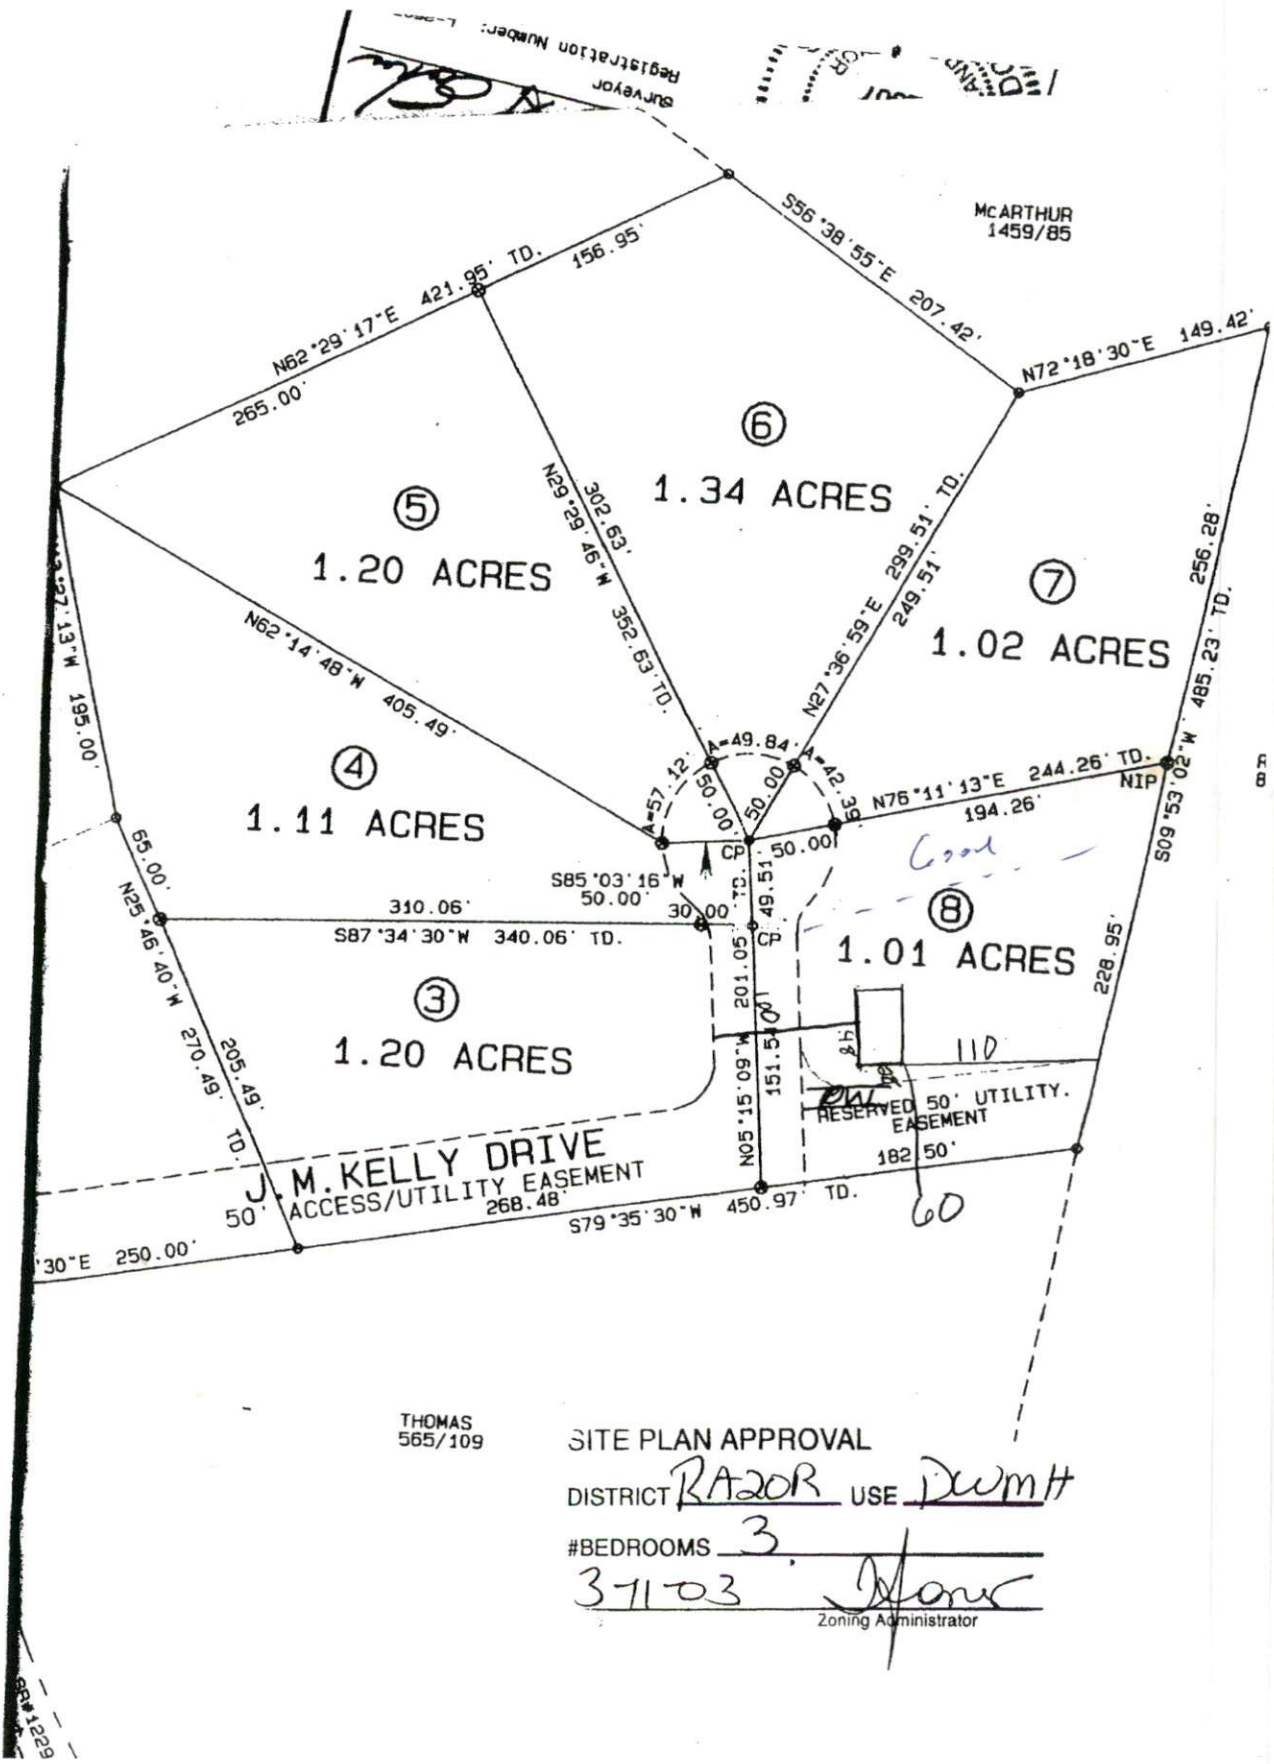 Registration Number:
Surveyor
McARTHUR
1459/85
S56°38'55"E 207.42'
N72°18'30"E 149.42'
N62°29'17"E 421.95' TD.
156.95'
265.00'
6
1.34 ACRES
5
1.20 ACRES
N29°29'46"W 352.63'TD.
302.63'
N27°36'59"E 299.51' TD.
249.51'
7
1.02 ACRES
256.28'
S09°53'02"W 485.23' TD.
N62°14'48"W 405.49'
27'13"W 195.00'
4
1.11 ACRES
A=57.12'
A=49.84'
A=42.39'
50.00'
50.00'
50.00'
CP
N76°11'13"E 244.26' TD.
194.26'
NIP
Good
65.00'
S85°03'16"W
50.00'
49.51'
310.06'
30.00
S87°34'30"W 340.06' TD.
CP
8
1.01 ACRES
228.95'
N25°46'40"W 270.49' TD.
205.49'
3
1.20 ACRES
N05°15'09"W 201.05' TD.
151.54'
48
110
RESERVED 50' UTILITY.
EASEMENT
182.50'
60
J.M.KELLY DRIVE
50' ACCESS/UTILITY EASEMENT
268.48'
S79°35'30"W 450.97' TD.
'30"E 250.00'
THOMAS
565/109
SITE PLAN APPROVAL
DISTRICT RA20R USE DWMH
#BEDROOMS 3
3-11-03
Zoning Administrator
SR#1229